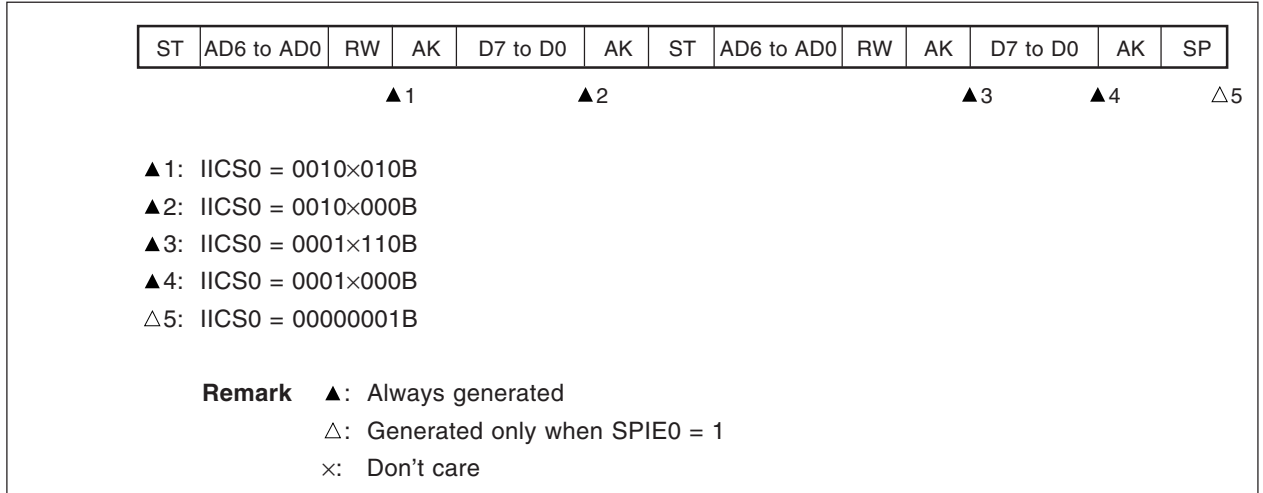 ST AD6 to AD0 RW AK D7 to D0 AK ST AD6 to AD0 RW AK D7 to D0 AK SP
▲1 ▲2 ▲3 ▲4 △5
▲1: IICS0 = 0010×010B
▲2: IICS0 = 0010×000B
▲3: IICS0 = 0001×110B
▲4: IICS0 = 0001×000B
△5: IICS0 = 00000001B
Remark ▲: Always generated
△: Generated only when SPIE0 = 1
×: Don't care